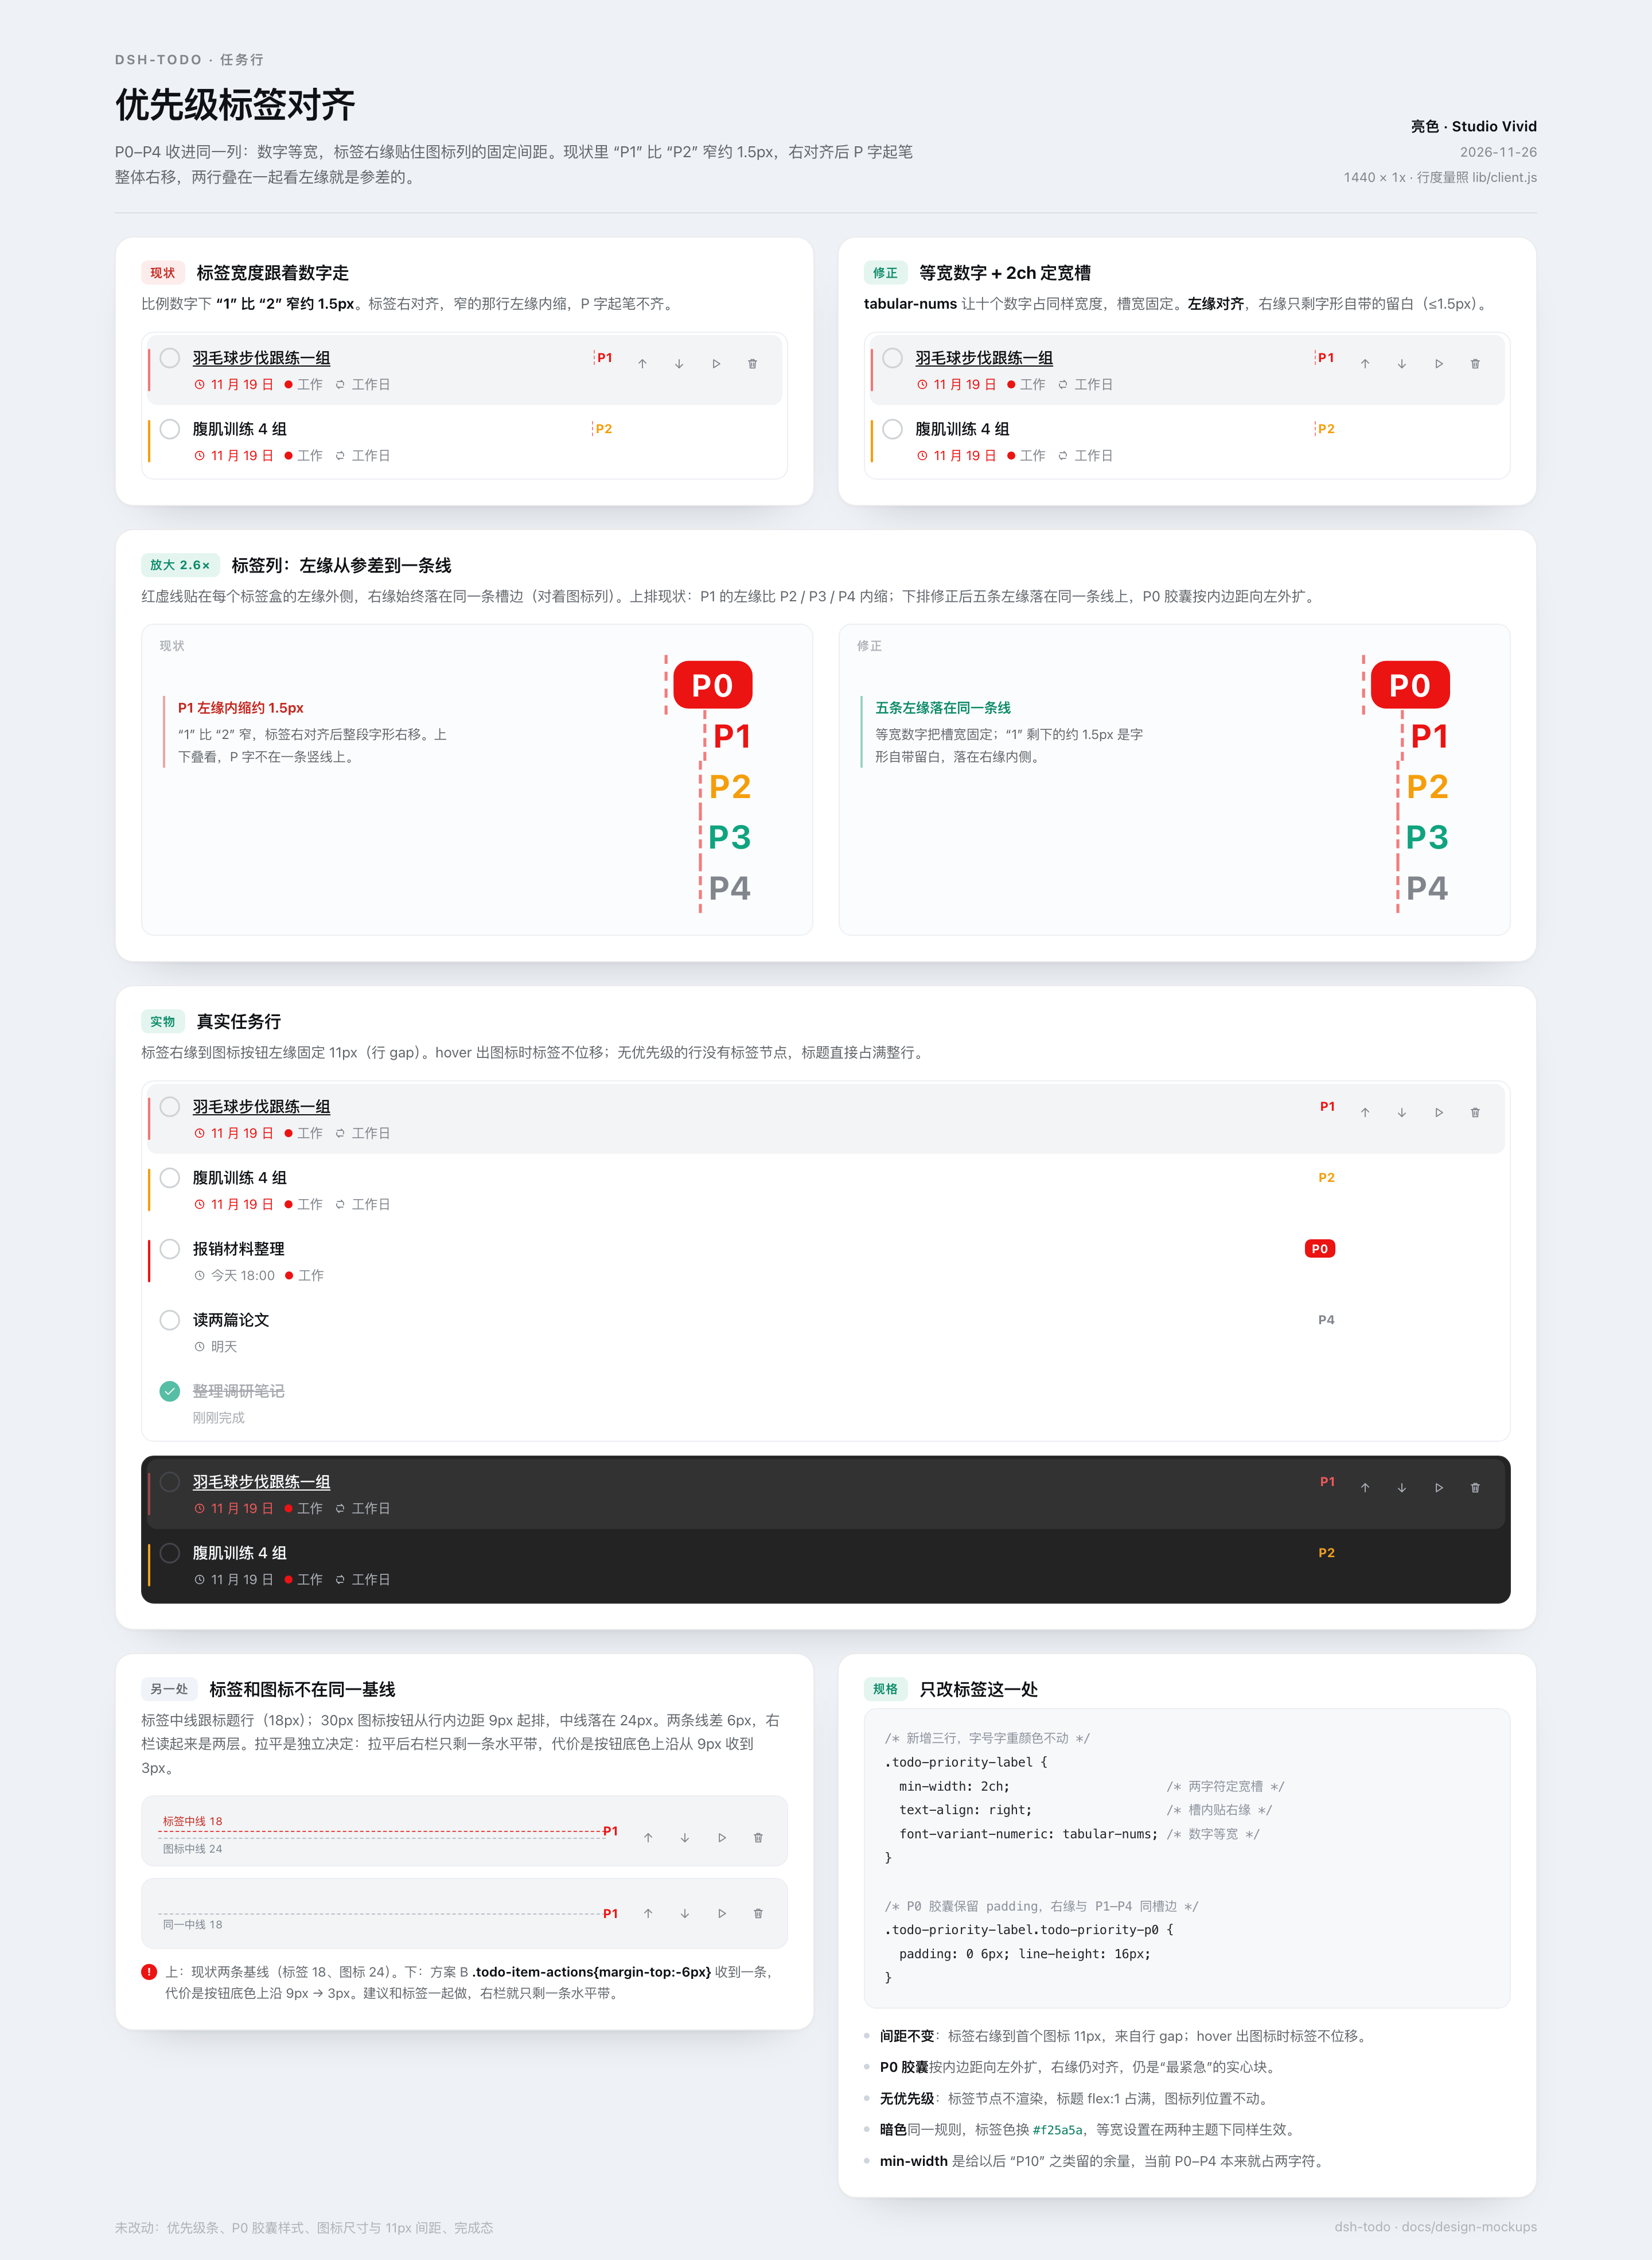 DSH-TODO · 任务行
优先级标签对齐
P0–P4 收进同一列：数字等宽，标签右缘贴住图标列的固定间距。现状里 “P1” 比 “P2” 窄约 1.5px，右对齐后 P 字起笔
整体右移，两行叠在一起看左缘就是参差的。
亮色 · Studio Vivid
2026-11-26
1440 × 1x · 行度量照 lib/client.js
现状 标签宽度跟着数字走
比例数字下 “1” 比 “2” 窄约 1.5px。标签右对齐，窄的那行左缘内缩，P 字起笔不齐。
羽毛球步伐跟练一组 P1
11 月 19 日 工作 工作日
腹肌训练 4 组 P2
11 月 19 日 工作 工作日
修正 等宽数字 + 2ch 定宽槽
tabular-nums 让十个数字占同样宽度，槽宽固定。左缘对齐，右缘只剩字形自带的留白（≤1.5px）。
羽毛球步伐跟练一组 P1
11 月 19 日 工作 工作日
腹肌训练 4 组 P2
11 月 19 日 工作 工作日
放大 2.6× 标签列：左缘从参差到一条线
红虚线贴在每个标签盒的左缘外侧，右缘始终落在同一条槽边（对着图标列）。上排现状：P1 的左缘比 P2 / P3 / P4 内缩；下排修正后五条左缘落在同一条线上，P0 胶囊按内边距向左外扩。
现状
P1 左缘内缩约 1.5px
“1” 比 “2” 窄，标签右对齐后整段字形右移。上
下叠看，P 字不在一条竖线上。
P0
P1
P2
P3
P4
修正
五条左缘落在同一条线
等宽数字把槽宽固定；“1” 剩下的约 1.5px 是字
形自带留白，落在右缘内侧。
P0
P1
P2
P3
P4
实物 真实任务行
标签右缘到图标按钮左缘固定 11px（行 gap）。hover 出图标时标签不位移；无优先级的行没有标签节点，标题直接占满整行。
羽毛球步伐跟练一组 P1
11 月 19 日 工作 工作日
腹肌训练 4 组 P2
11 月 19 日 工作 工作日
报销材料整理 P0
今天 18:00 工作
读两篇论文 P4
明天
整理调研笔记
刚刚完成
羽毛球步伐跟练一组 P1
11 月 19 日 工作 工作日
腹肌训练 4 组 P2
11 月 19 日 工作 工作日
另一处 标签和图标不在同一基线
标签中线跟标题行（18px）；30px 图标按钮从行内边距 9px 起排，中线落在 24px。两条线差 6px，右
栏读起来是两层。拉平是独立决定：拉平后右栏只剩一条水平带，代价是按钮底色上沿从 9px 收到
3px。
标签中线 18
P1
图标中线 24
P1
同一中线 18
上：现状两条基线（标签 18、图标 24）。下：方案 B .todo-item-actions{margin-top:-6px} 收到一条，
代价是按钮底色上沿 9px → 3px。建议和标签一起做，右栏就只剩一条水平带。
规格 只改标签这一处
/* 新增三行，字号字重颜色不动 */
.todo-priority-label {
min-width: 2ch; /* 两字符定宽槽 */
text-align: right; /* 槽内贴右缘 */
font-variant-numeric: tabular-nums; /* 数字等宽 */
}
/* P0 胶囊保留 padding，右缘与 P1–P4 同槽边 */
.todo-priority-label.todo-priority-p0 {
padding: 0 6px; line-height: 16px;
}
间距不变：标签右缘到首个图标 11px，来自行 gap；hover 出图标时标签不位移。
P0 胶囊按内边距向左外扩，右缘仍对齐，仍是“最紧急”的实心块。
无优先级：标签节点不渲染，标题 flex:1 占满，图标列位置不动。
暗色同一规则，标签色换 #f25a5a，等宽设置在两种主题下同样生效。
min-width 是给以后 “P10” 之类留的余量，当前 P0–P4 本来就占两字符。
未改动：优先级条、P0 胶囊样式、图标尺寸与 11px 间距、完成态
dsh-todo · docs/design-mockups